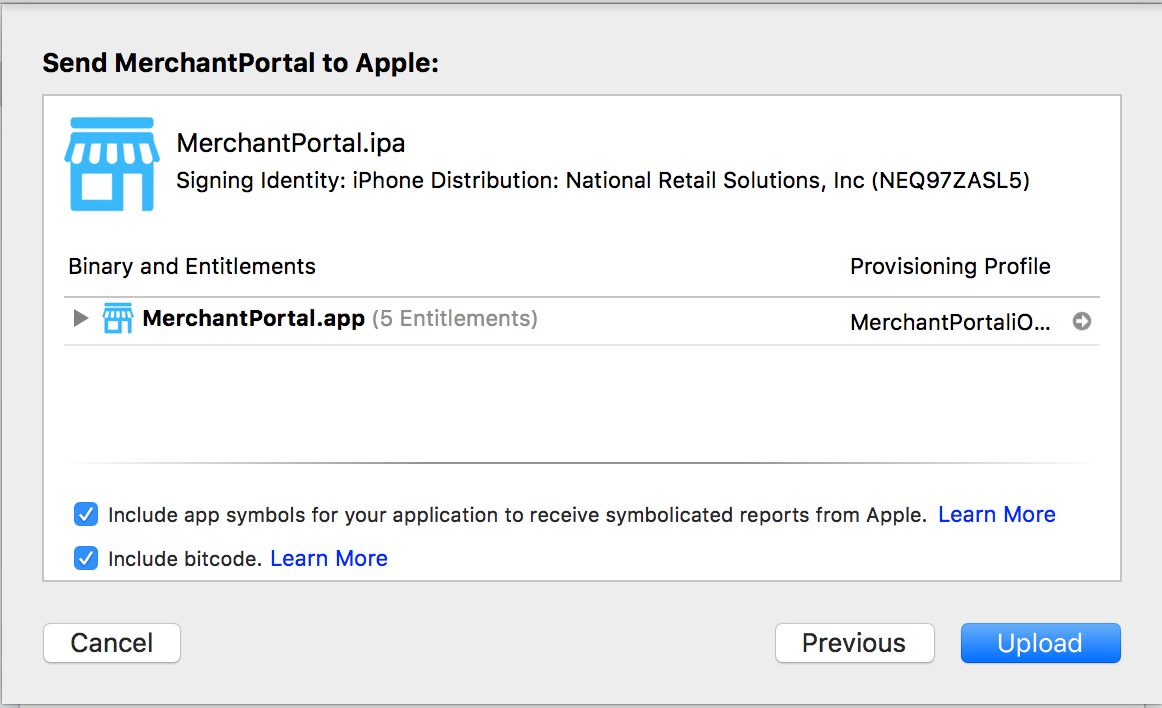 Send MerchantPortal to Apple:
MerchantPortal.ipa
Signing Identity: iPhone Distribution: National Retail Solutions, Inc (NEQ97ZASL5)
Binary and Entitlements
Provisioning Profile
MerchantPortal.app (5 Entitlements)
MerchantPortaliO...
Include app symbols for your application to receive symbolicated reports from Apple. Learn More
Include bitcode. Learn More
Cancel
Previous
Upload